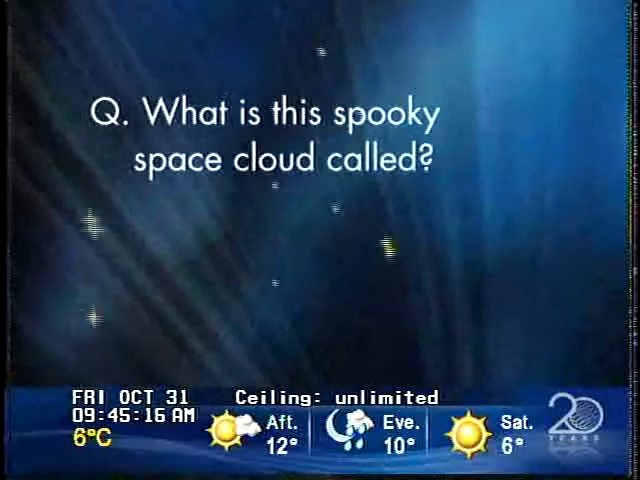 Q. What is this spooky
space cloud called?
FRI OCT 31 Ceiling: unlimited
09:45:16 AM
6°C
Aft.
12°
Eve.
10°
Sat.
6°
20
YEARS